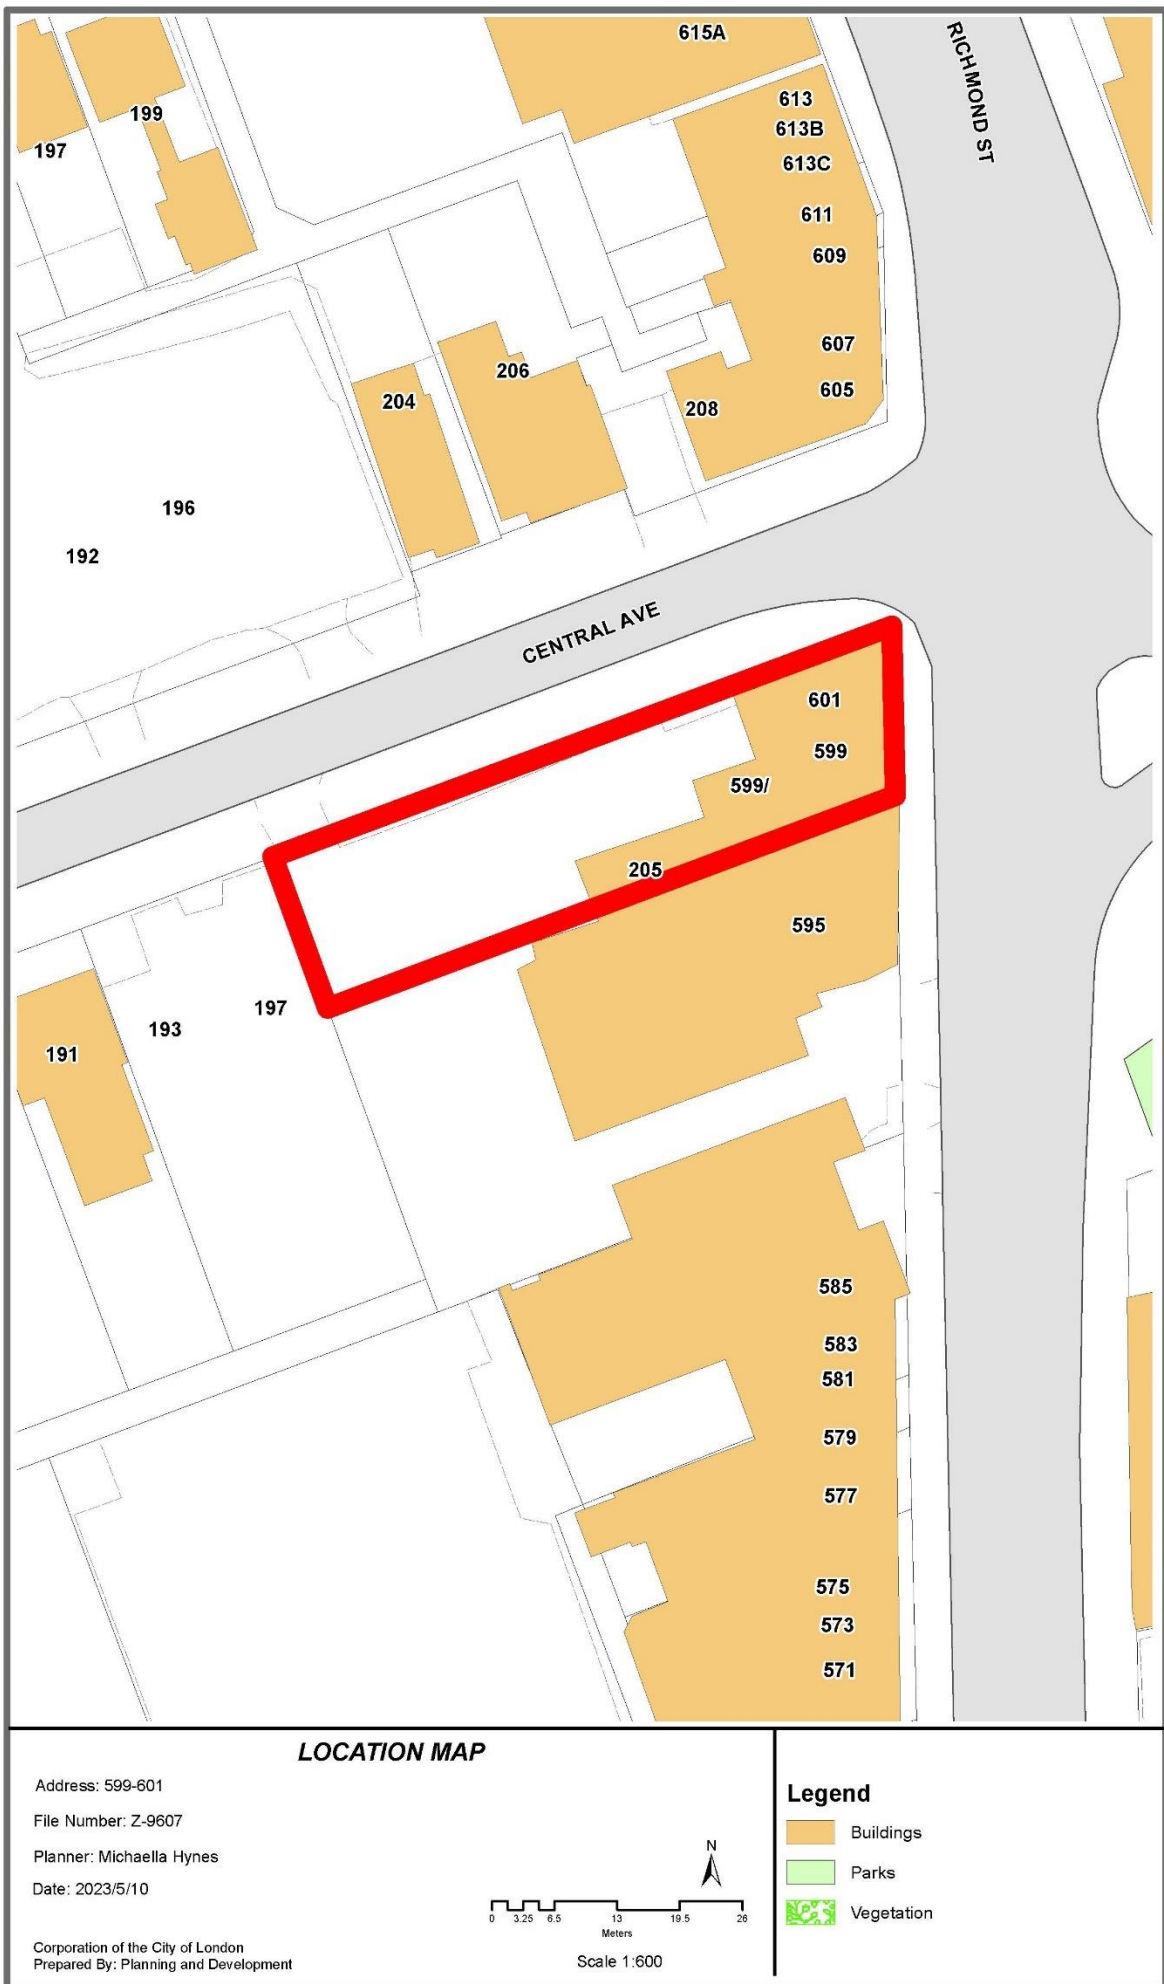 615A
RICHMOND ST
613
199
613B
197
613C
611
609
607
206
605
204
208
196
192
CENTRAL AVE
601
599
599/
205
595
197
193
191
585
583
581
579
577
575
573
571
LOCATION MAP
Address: 599-601
File Number: Z-9607
Planner: Michaella Hynes
Date: 2023/5/10
Corporation of the City of London
Prepared By: Planning and Development
N
0 3.25 6.5 13 19.5 26
Meters
Scale 1:600
Legend
Buildings
Parks
Vegetation